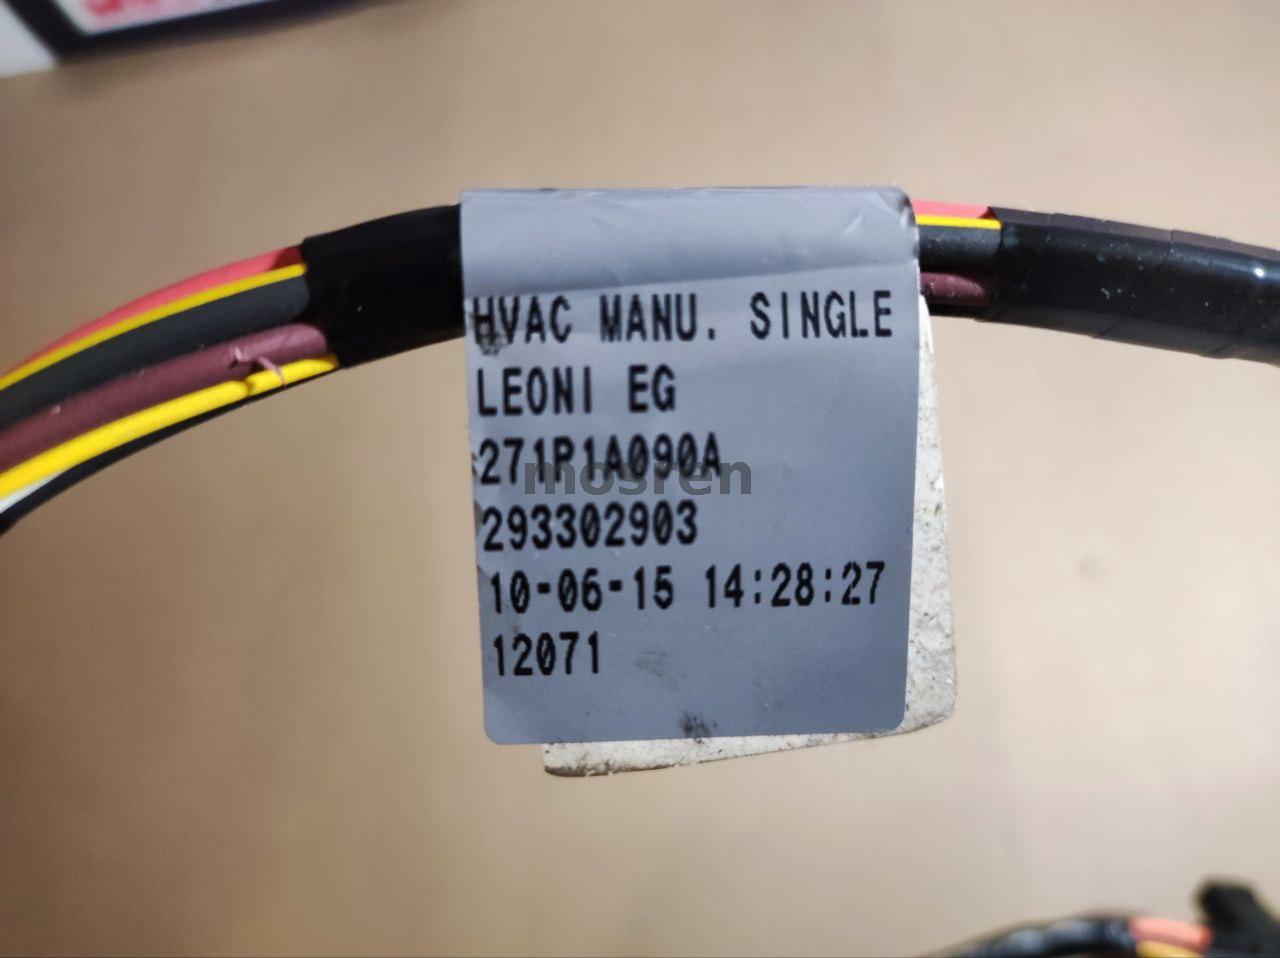 HVAC MANU. SINGLE
LEONI EG
271P1A090A
293302903
10-06-15 14:28:27
12071
mosren